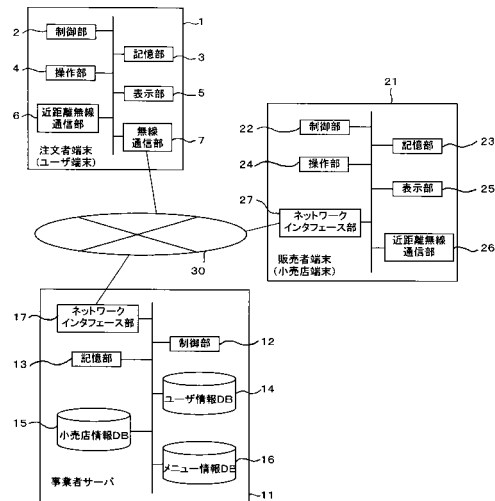 1
2
制御部
記憶部
3
4
操作部
表示部
5
6
近距離無線
通信部
無線
通信部
7
注文者端末
(ユーザ端末)
21
22
制御部
記憶部
23
24
操作部
表示部
25
27
ネットワーク
インタフェース部
近距離無線
通信部
26
販売者端末
(小売店端末)
30
17
ネットワーク
インタフェース部
制御部
12
13
記憶部
ユーザ情報DB
14
15
小売店情報DB
メニュー情報DB
16
事業者サーバ
11